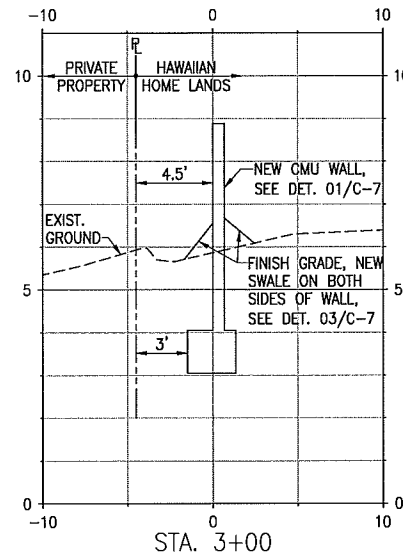 -10 0 10
PL
PRIVATE HAWAIIAN
PROPERTY HOME LANDS
10 10
4.5'
NEW CMU WALL,
SEE DET. 01/C-7
EXIST.
GROUND
FINISH GRADE, NEW
SWALE ON BOTH
SIDES OF WALL,
SEE DET. 03/C-7
5 5
3'
0 0
-10 0 10
STA. 3+00